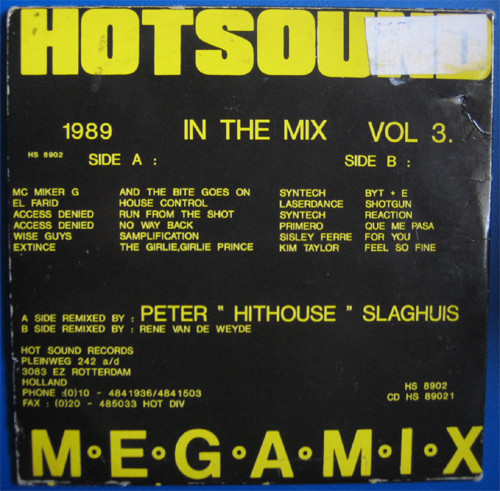 HOTSOUND
1989 IN THE MIX VOL 3.
HS 8902
SIDE A : SIDE B :
MC MIKER G AND THE BITE GOES ON SYNTECH BYT + E
EL FARID HOUSE CONTROL LASERDANCE SHOTGUN
ACCESS DENIED RUN FROM THE SHOT SYNTECH REACTION
ACCESS DENIED NO WAY BACK PRIMERO QUE ME PASA
WISE GUYS SAMPLIFICATION SISLEY FERRE FOR YOU
EXTINCE THE GIRLIE,GIRLIE PRINCE KIM TAYLOR FEEL SO FINE
A SIDE REMIXED BY : PETER " HITHOUSE " SLAGHUIS
B SIDE REMIXED BY : RENE VAN DE WEYDE
HOT SOUND RECORDS
PLEINWEG 242 a/d
3083 EZ ROTTERDAM
HOLLAND
PHONE :(0)10 - 4841936/4841503
FAX : (0)20 - 485033 HOT DIV
HS 8902
CD HS 89021
M•E•G•A•M•I•X